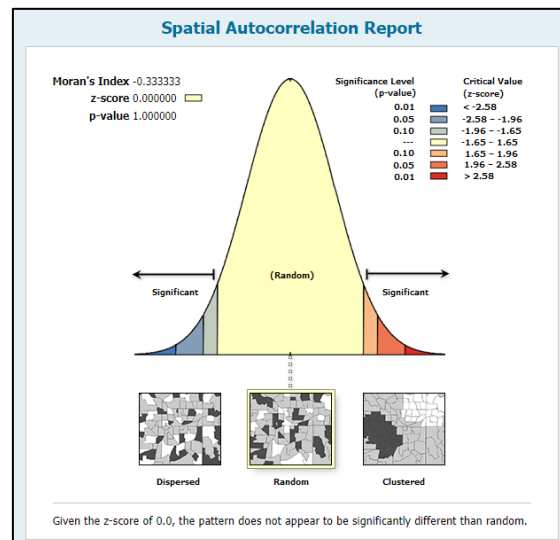 Spatial Autocorrelation Report
Moran's Index -0.333333
z-score 0.000000
p-value 1.000000
Significance Level Critical Value
(p-value) (z-score)
0.01 < -2.58
0.05 -2.58 – -1.96
0.10 -1.96 – -1.65
--- -1.65 – 1.65
0.10 1.65 – 1.96
0.05 1.96 – 2.58
0.01 > 2.58
(Random)
Significant Significant
Dispersed Random Clustered
Given the z-score of 0.0, the pattern does not appear to be significantly different than random.